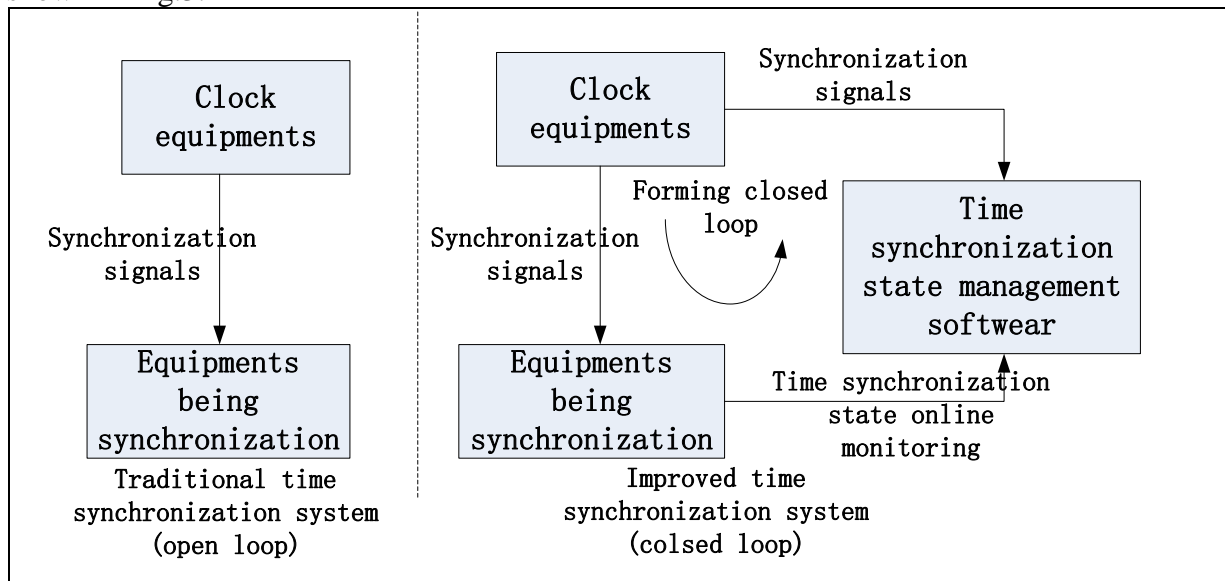 Clock
equipments
Synchronization
signals
Equipments
being
synchronization
Traditional time
synchronization system
(open loop)
Clock
equipments
Synchronization
signals
Forming closed
loop
Synchronization
signals
Time
synchronization
state management
softwear
Equipments
being
synchronization
Time synchronization
state online
monitoring
Improved time
synchronization system
(colsed loop)